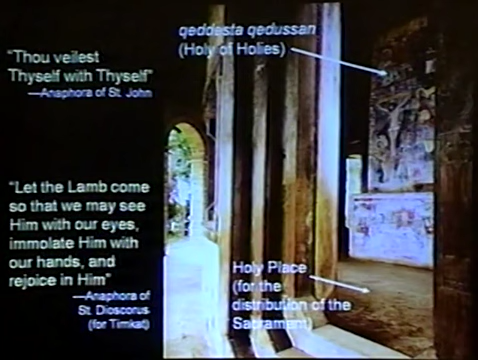 qeddesta qedussan
(Holy of Holies)
“Thou veilest
Thyself with Thyself”
—Anaphora of St. John
“Let the Lamb come
so that we may see
Him with our eyes,
immolate Him with
our hands, and
rejoice in Him”
—Anaphora of
St. Dioscorus
(for Timkat)
Holy Place
(for the
distribution of the
Sacrament)